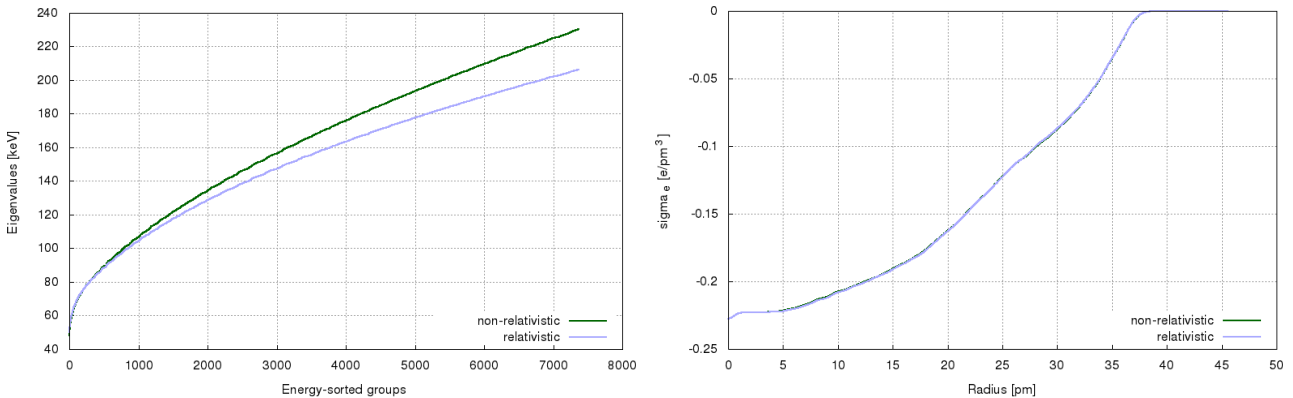 240
220
200
180
160
140
120
100
80
60
40
Eigenvalues [keV]
non-relativistic
relativistic
0 1000 2000 3000 4000 5000 6000 7000 8000
Energy-sorted groups
0
-0.05
-0.1
-0.15
-0.2
-0.25
sigma e [e/pm 3]
non-relativistic
relativistic
0 5 10 15 20 25 30 35 40 45 50
Radius [pm]